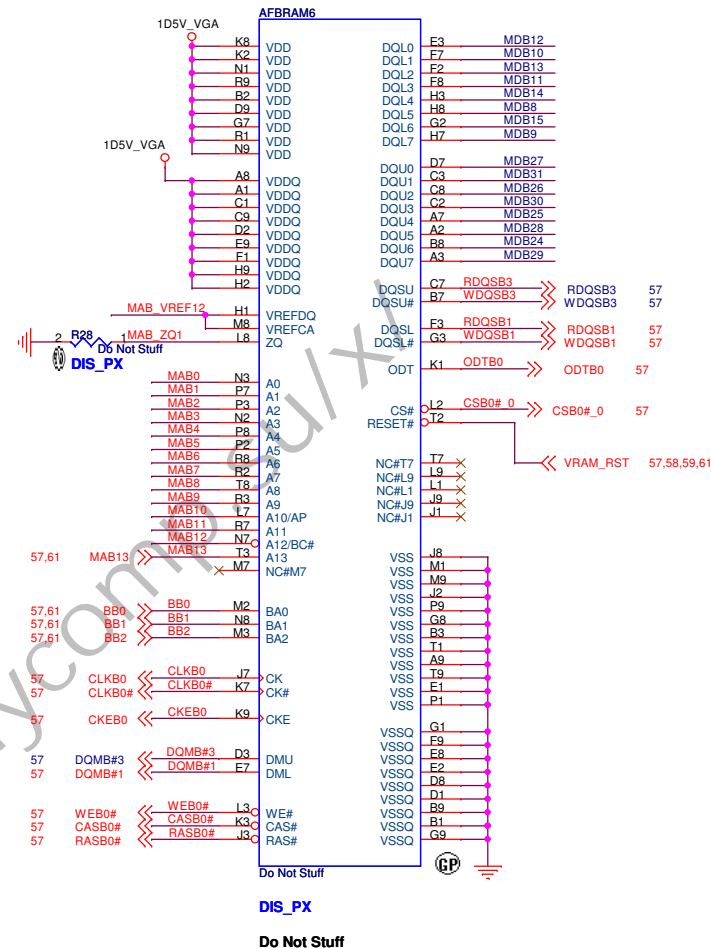 AFBRAM6
1D5V_VGA
K8 VDD DQL0 E3 MDB12
K2 VDD DQL1 F7 MDB10
N1 VDD DQL2 F2 MDB13
R9 VDD DQL3 F8 MDB11
B2 VDD DQL4 H3 MDB14
D9 VDD DQL5 H8 MDB8
G7 VDD DQL6 G2 MDB15
R1 VDD DQL7 H7 MDB9
N9 VDD
1D5V_VGA
DQU0 D7 MDB27
A8 VDDQ DQU1 C3 MDB31
A1 VDDQ DQU2 C8 MDB26
C1 VDDQ DQU3 C2 MDB30
C9 VDDQ DQU4 A7 MDB25
D2 VDDQ DQU5 A2 MDB28
E9 VDDQ DQU6 B8 MDB24
F1 VDDQ DQU7 A3 MDB29
H9 VDDQ
H2 VDDQ DQSU C7 RDQSB3 RDQSB3 57
DQSU# B7 WDQSB3 WDQSB3 57
MAB_VREF12 H1 VREFDQ
M8 VREFCA DQSL F3 RDQSB1 RDQSB1 57
2 R28 1 MAB_ZQ1 L8 ZQ DQSL# G3 WDQSB1 WDQSB1 57
Do Not Stuff
DIS_PX
ODT K1 ODTB0 ODTB0 57
MAB0 N3 A0
MAB1 P7 A1
MAB2 P3 A2 CS# L2 CSB0#_0 CSB0#_0 57
MAB3 N2 A3 RESET# T2
MAB4 P8 A4
MAB5 P2 A5
MAB6 R8 A6 NC#T7 T7 VRAM_RST 57,58,59,61
MAB7 R2 A7 NC#L9 L9
MAB8 T8 A8 NC#L1 L1
MAB9 R3 A9 NC#J9 J9
MAB10 L7 A10/AP NC#J1 J1
MAB11 R7 A11
MAB12 N7 A12/BC#
57,61 MAB13 MAB13 T3 A13 VSS J8
M7 NC#M7 VSS M1
VSS M9
VSS J2
57,61 BB0 BB0 M2 BA0 VSS P9
57,61 BB1 BB1 N8 BA1 VSS G8
57,61 BB2 BB2 M3 BA2 VSS B3
VSS T1
VSS A9
57 CLKB0 CLKB0 J7 CK VSS T9
57 CLKB0# CLKB0# K7 CK# VSS E1
VSS P1
57 CKEB0 CKEB0 K9 CKE
VSSQ G1
VSSQ F9
57 DQMB#3 DQMB#3 D3 DMU VSSQ E8
57 DQMB#1 DQMB#1 E7 DML VSSQ E2
VSSQ D8
VSSQ D1
57 WEB0# WEB0# L3 WE# VSSQ B9
57 CASB0# CASB0# K3 CAS# VSSQ B1
57 RASB0# RASB0# J3 RAS# VSSQ G9
GP
Do Not Stuff
DIS_PX
Do Not Stuff
ycomp.su/x/